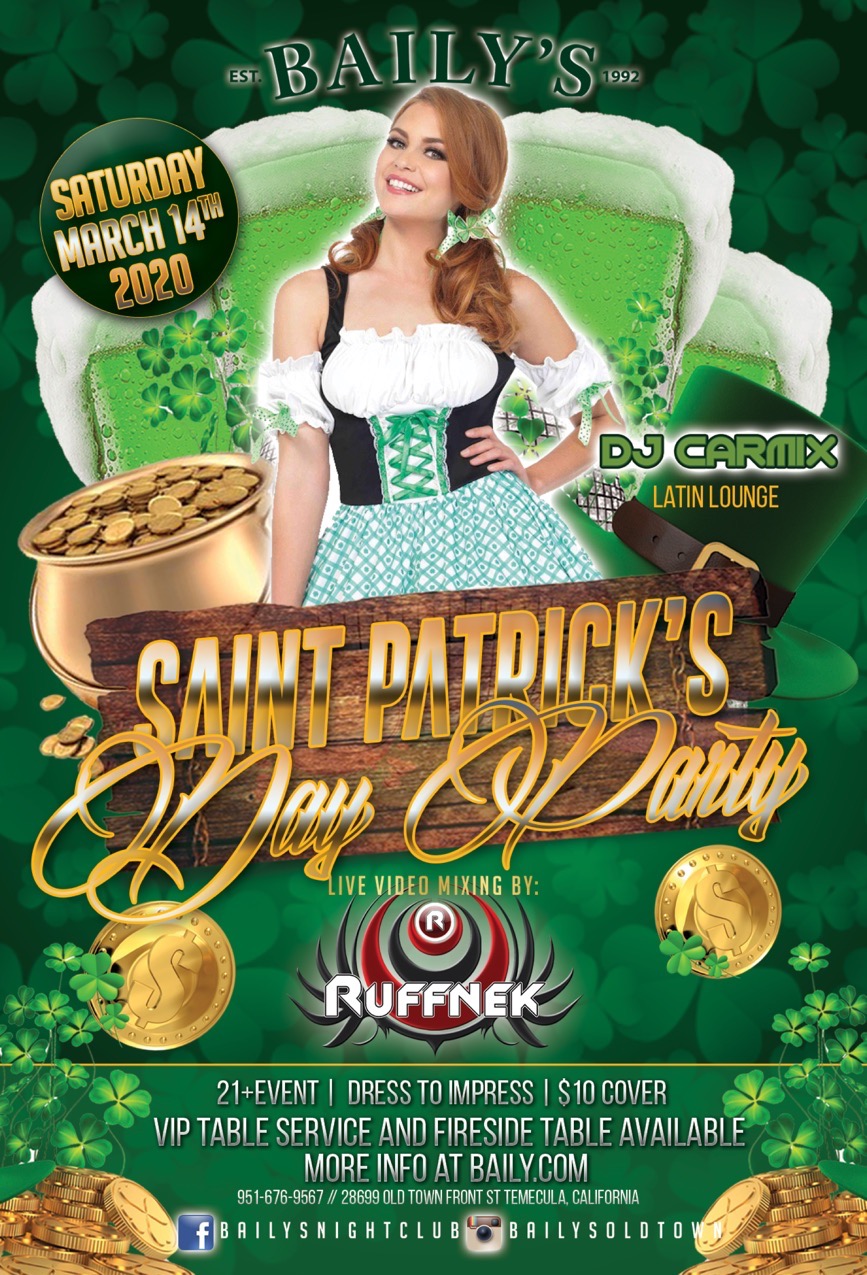 BAILY'S
EST. 1992
SATURDAY
MARCH 14TH
2020
DJ CARMIX
LATIN LOUNGE
SAINT PATRICK'S
Day Party
LIVE VIDEO MIXING BY:
R
RUFFNEK
21+EVENT | DRESS TO IMPRESS | $10 COVER
VIP TABLE SERVICE AND FIRESIDE TABLE AVAILABLE
MORE INFO AT BAILY.COM
951-676-9567 // 28699 OLD TOWN FRONT ST TEMECULA, CALIFORNIA
f BAILYSNIGHTCLUB BAILYSOLDTOWN